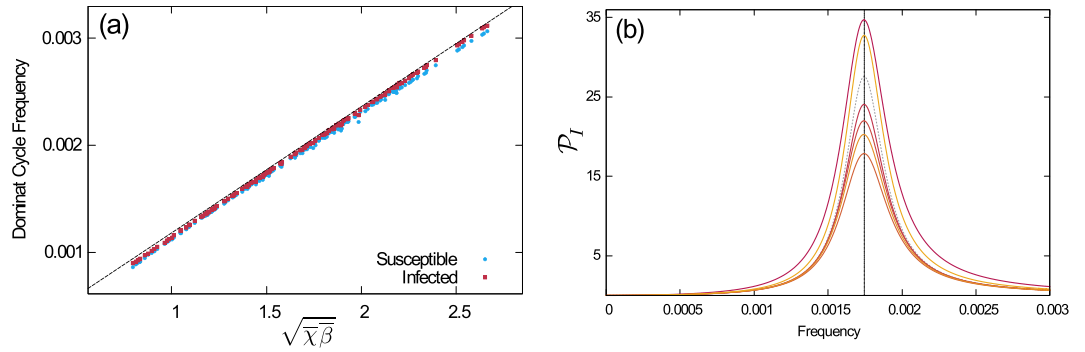 (a)
0.003
0.002
0.001
Dominat Cycle Frequency
Susceptible
Infected
1
1.5
2
2.5
√χ̅β̅
(b)
35
25
15
5
𝒫_I
0
0.0005
0.001
0.0015
0.002
0.0025
0.003
Frequency